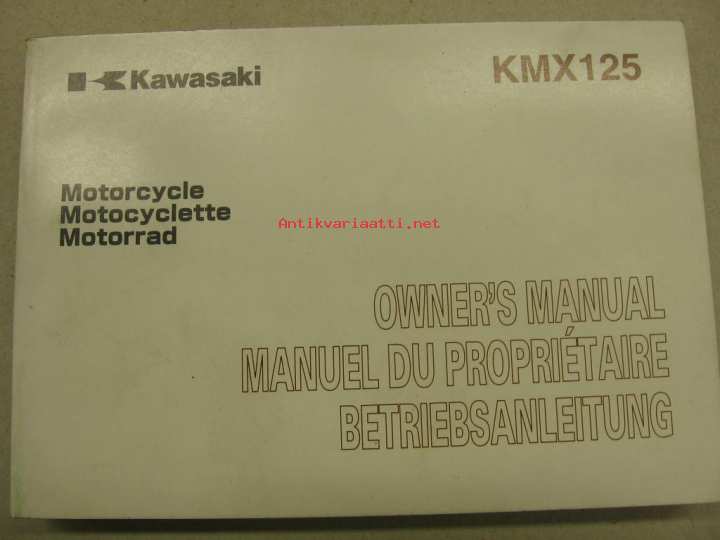 Kawasaki
KMX125
Motorcycle
Motocyclette
Motorrad
Antikvariaatti.net
OWNER'S MANUAL
MANUEL DU PROPRIÉTAIRE
BETRIEBSANLEITUNG